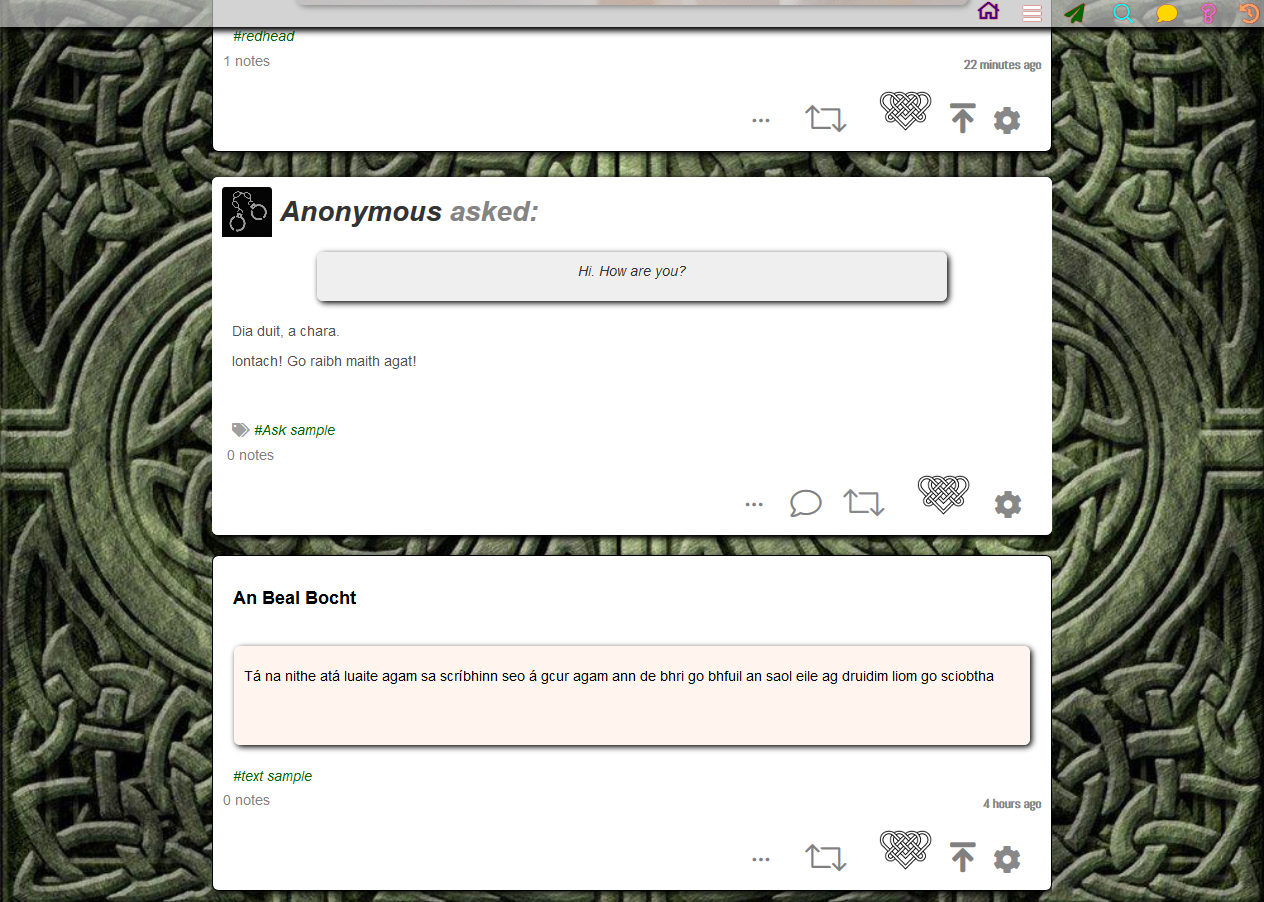 #redhead
1 notes
22 minutes ago
Anonymous asked:
Hi. How are you?
Dia duit, a chara.
Iontach! Go raibh maith agat!
#Ask sample
0 notes
An Beal Bocht
Tá na nithe atá luaite agam sa scríbhinn seo á gcur agam ann de bhri go bhfuil an saol eile ag druidim liom go sciobtha
#text sample
0 notes
4 hours ago